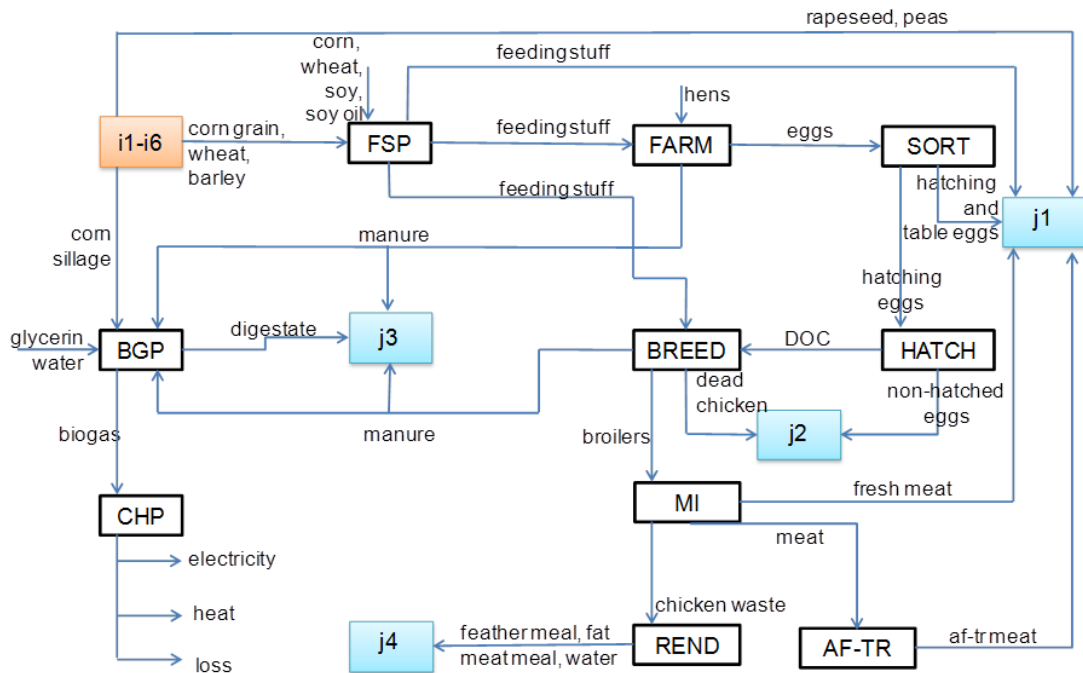 rapeseed, peas
corn,
wheat,
soy,
soy oil
feeding stuff
hens
i1-i6
corn grain,
wheat,
barley
FSP
feeding stuff
FARM
eggs
SORT
feeding stuff
hatching
and
table eggs
j1
corn
sillage
manure
hatching
eggs
glycerin
water
BGP
digestate
j3
BREED
DOC
HATCH
dead
chicken
non-hatched
eggs
biogas
manure
broilers
j2
CHP
MI
fresh meat
meat
electricity
heat
loss
chicken waste
j4
feather meal, fat
meat meal, water
REND
AF-TR
af-tr meat